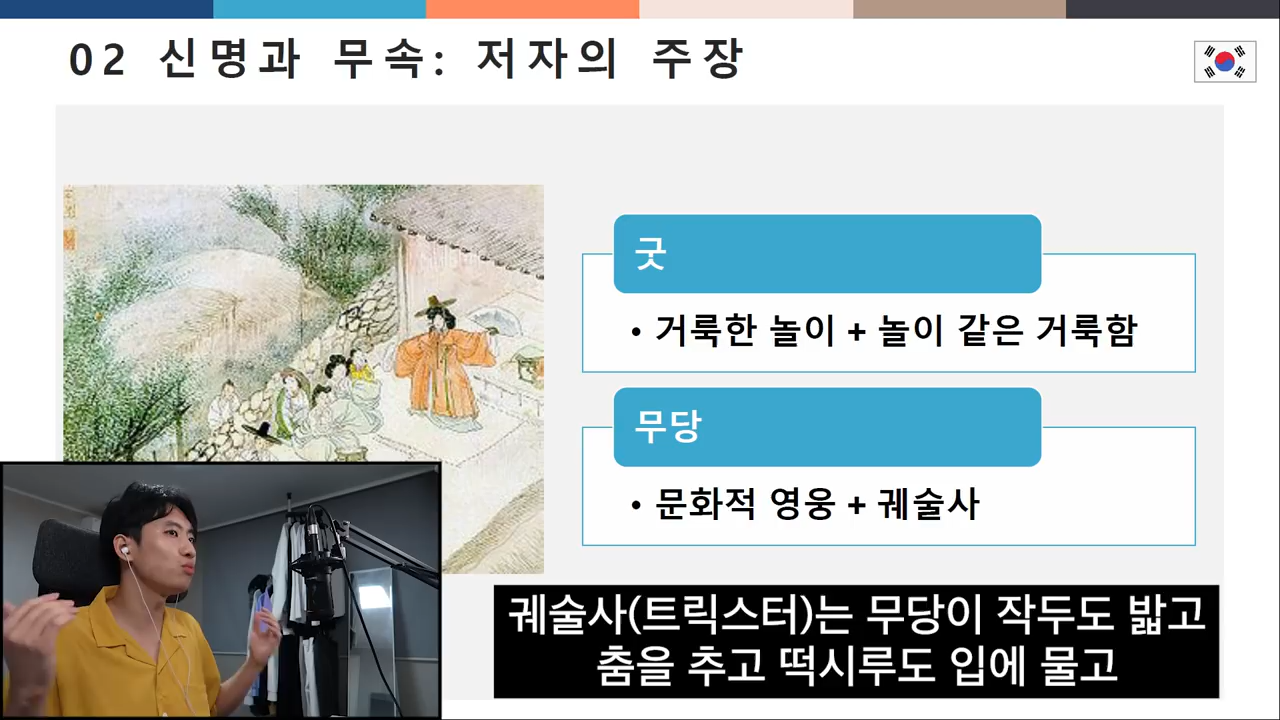 02 신명과 무속: 저자의 주장
굿
• 거룩한 놀이 + 놀이 같은 거룩함
무당
• 문화적 영웅 + 궤술사
궤술사(트릭스터)는 무당이 작두도 밟고
춤을 추고 떡시루도 입에 물고